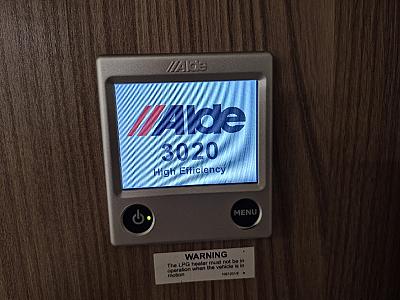 Alde
Alde
3020
High Efficiency
MENU
WARNING
The LPG heater must not be in
operation when the vehicle is in
motion